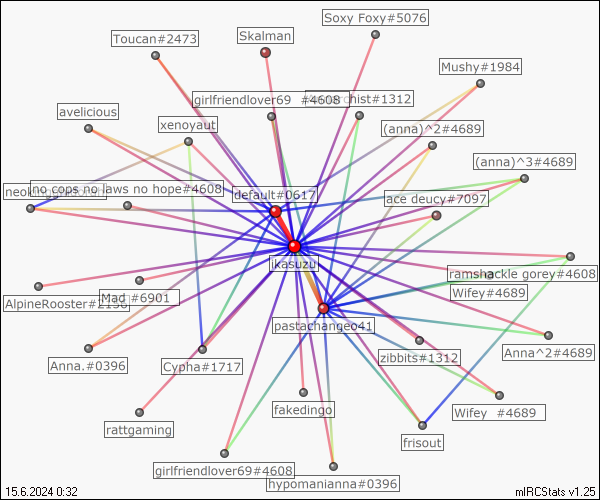 Soxy Foxy#5076
Skalman
Toucan#2473
Mushy#1984
girlfriendlover69 #4608
chist#1312
avelicious
xenoyaut
(anna)^2#4689
(anna)^3#4689
no cops no laws no hope#4608
default#0617
ace deucy#7097
ikasuzu
ramshackle gorey#4608
Wifey#4689
AlpineRooster#2156
Mad #6901
pastachangeo41
Anna^2#4689
zibbits#1312
Anna.#0396
Cypha#1717
fakedingo
Wifey #4689
rattgaming
frisout
girlfriendlover69#4608
hypomanianna#0396
15.6.2024 0:32
mIRCStats v1.25